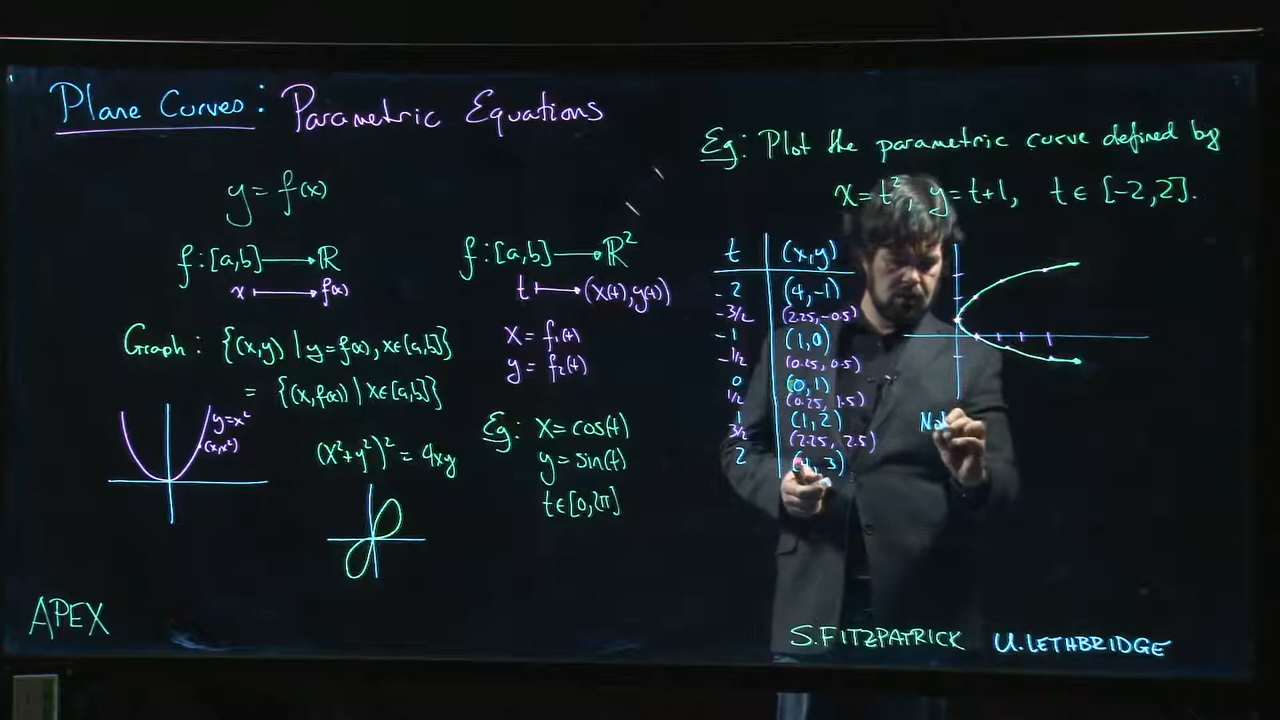 Plane Curves: Parametric Equations
y = f(x)
f: [a,b] → ℝ
x ↦ f(x)
Graph: {(x,y) | y=f(x), x∈[a,b]}
= {(x,f(x)) | x∈[a,b]}
y=x²
(x,x²)
(x²+y²)² = 4xy
APEX
f: [a,b] → ℝ²
t ↦ (x(t),y(t))
x = f₁(t)
y = f₂(t)
Eg: x = cos(t)
y = sin(t)
t∈[0,2π]
Eg: Plot the parametric curve defined by
x = t², y = t+1, t ∈ [-2,2].
t (x,y)
-2 (4,-1)
-3/2 (2.25,-0.5)
-1 (1,0)
-1/2 (0.25,0.5)
0 (0,1)
1/2 (0.25,1.5)
1 (1,2)
3/2 (2.25,2.5)
2 (4,3)
S.FITZPATRICK U.LETHBRIDGE